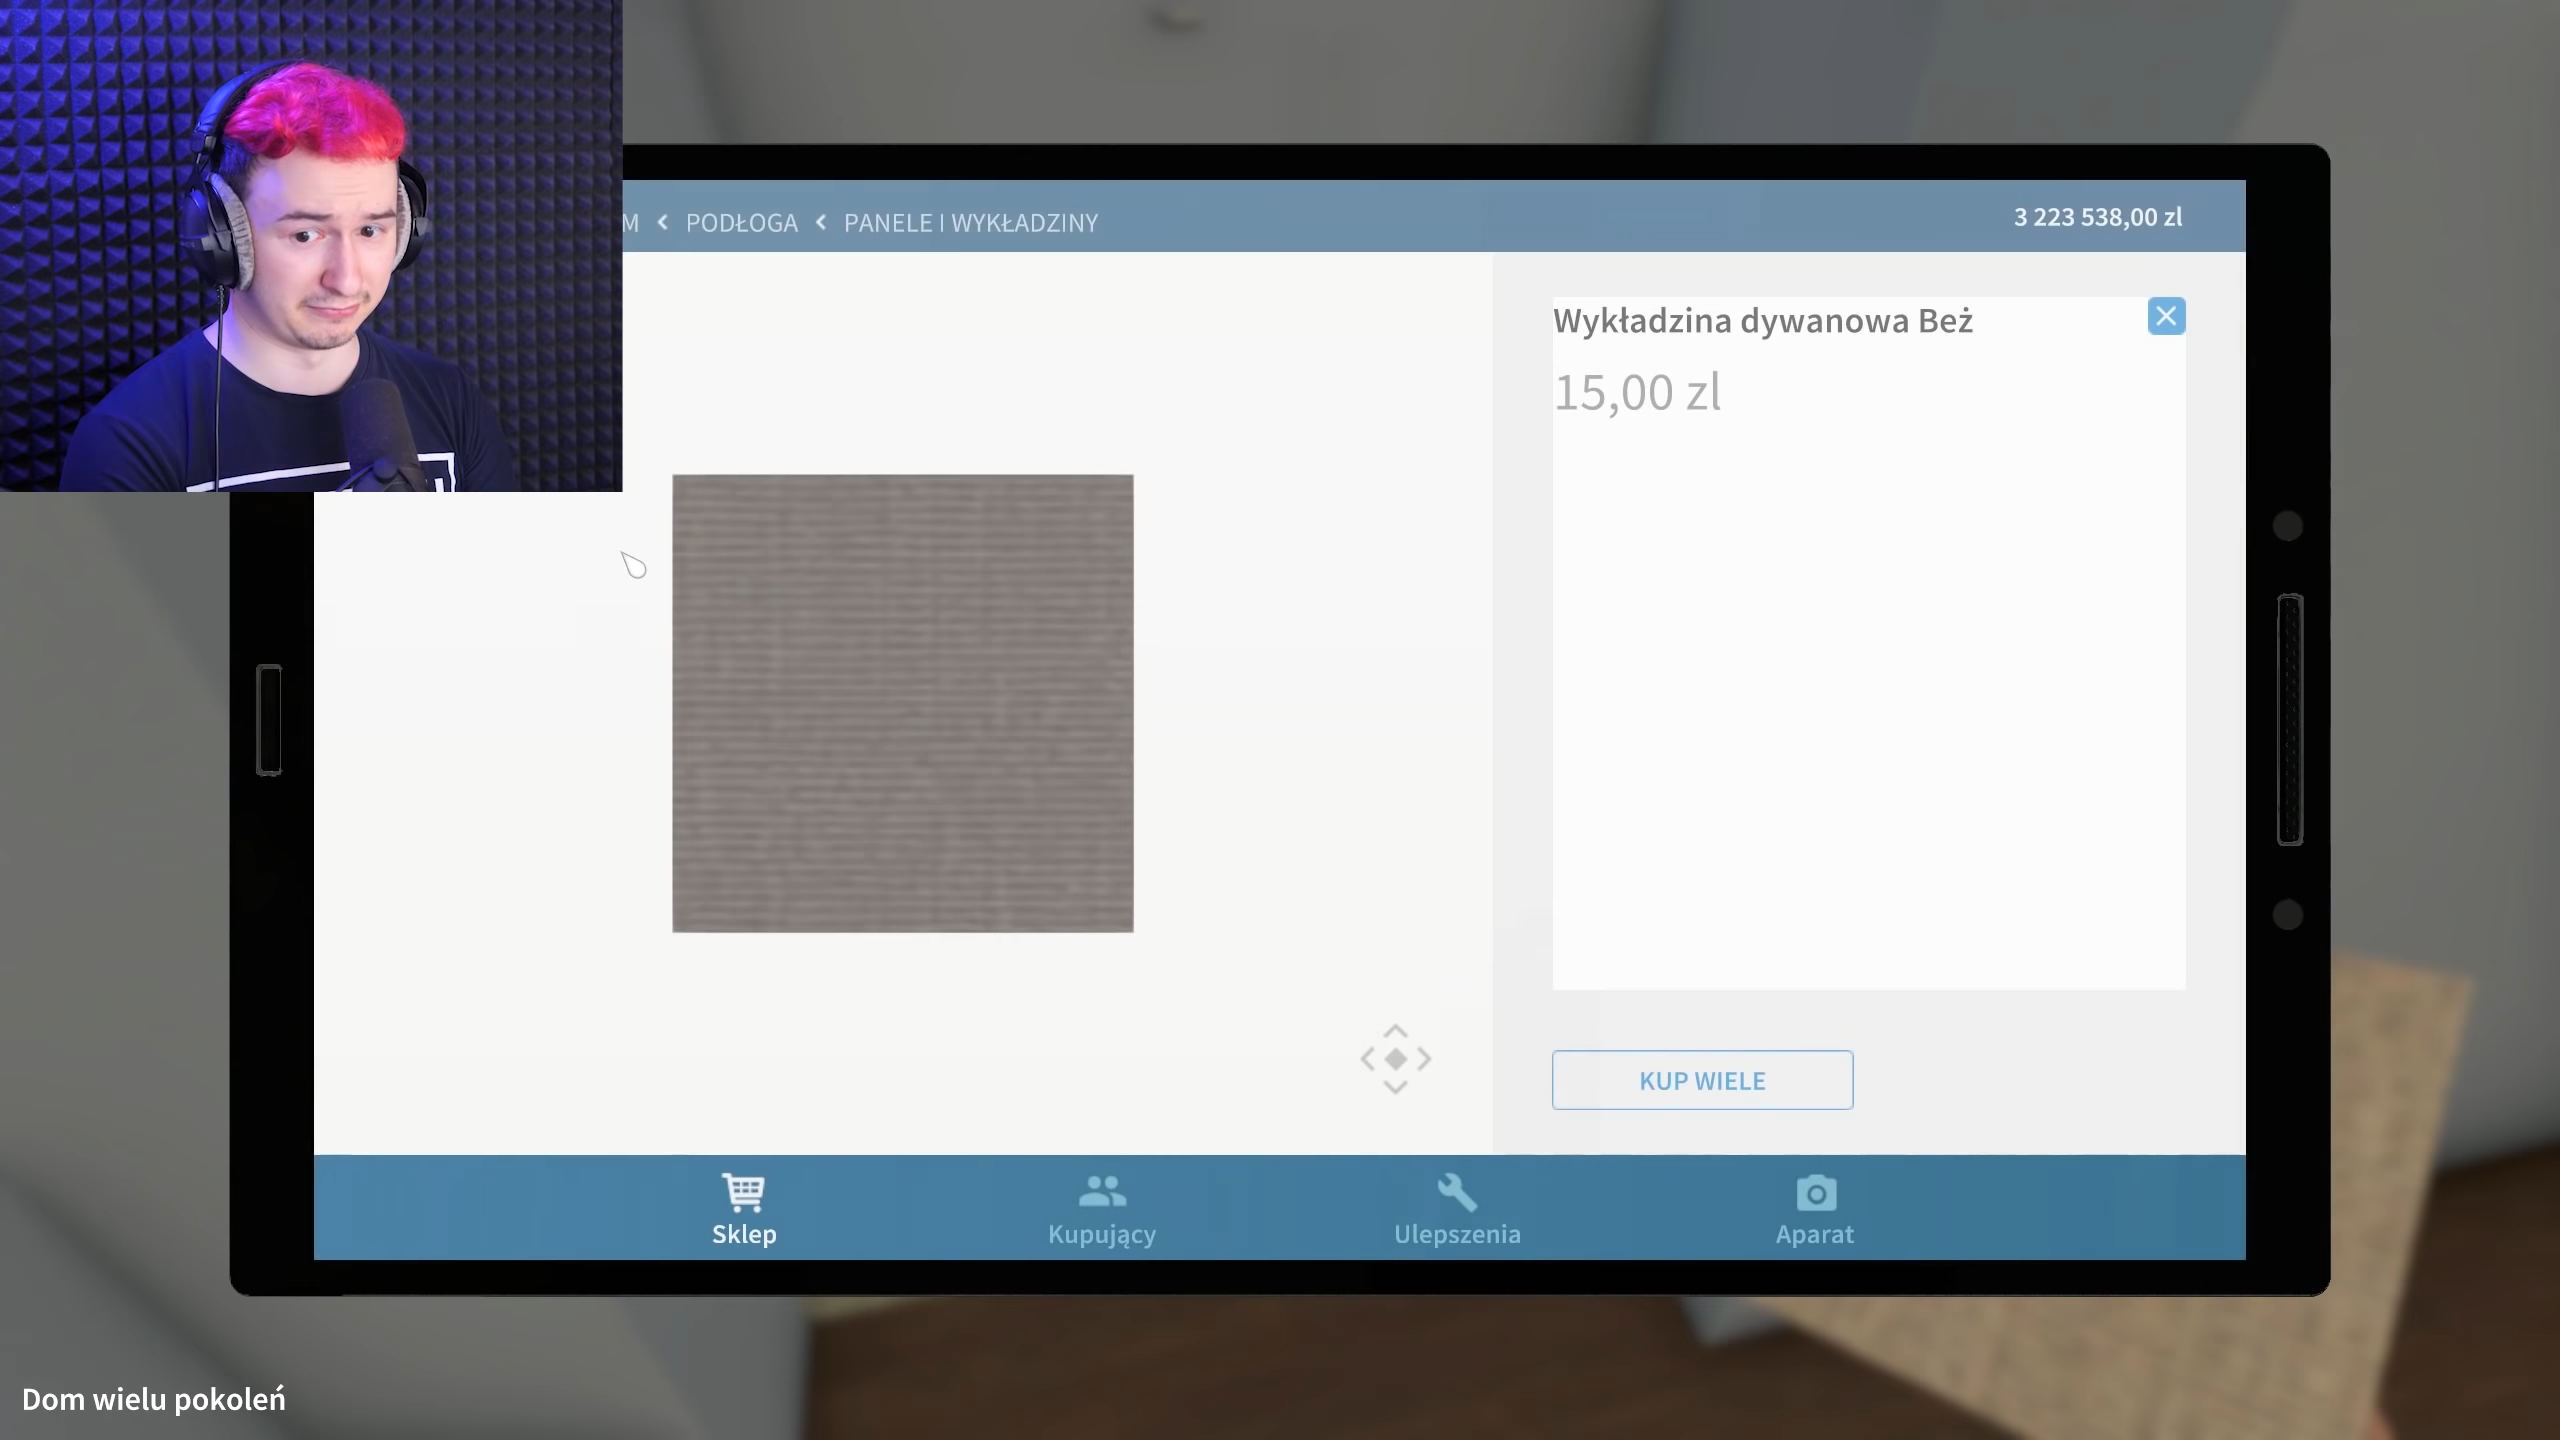 M < PODŁOGA < PANELE I WYKŁADZINY
3 223 538,00 zl
Wykładzina dywanowa Beż
15,00 zl
KUP WIELE
Sklep
Kupujący
Ulepszenia
Aparat
Dom wielu pokoleń